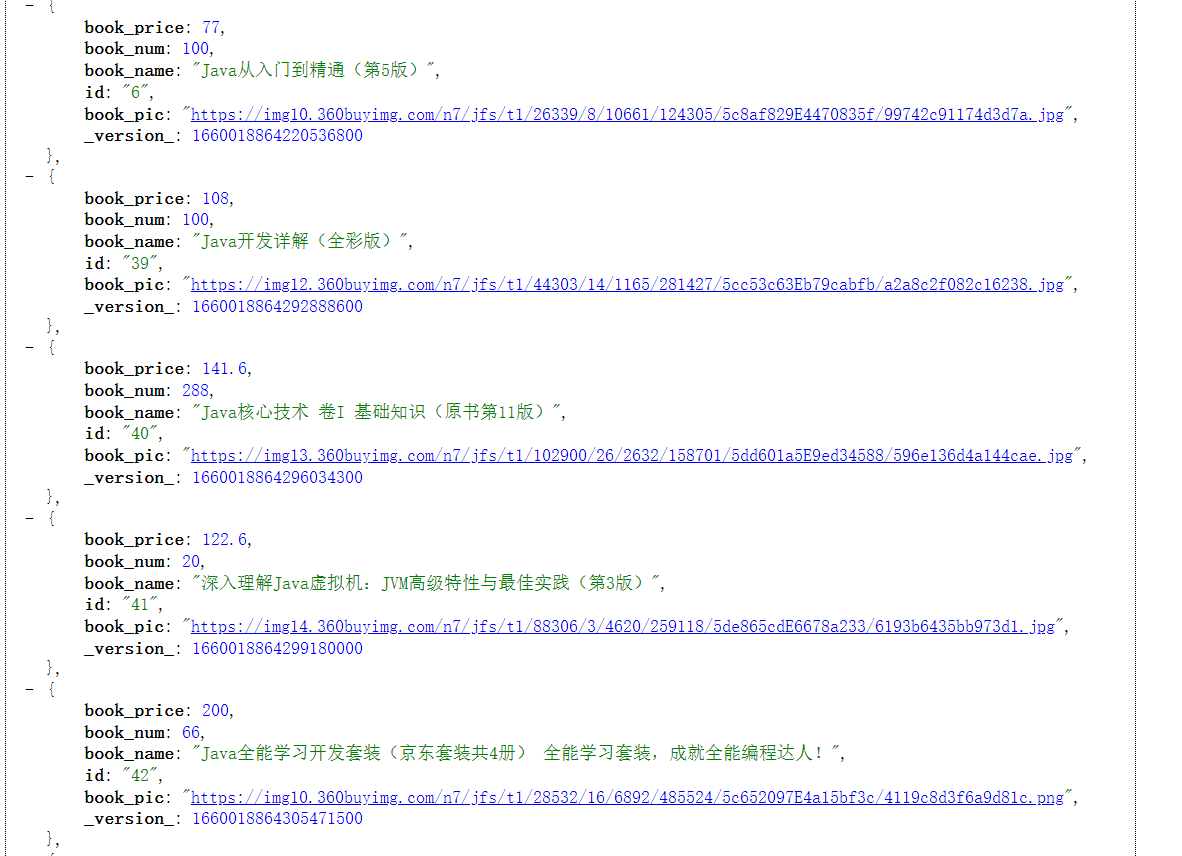 - {
book_price: 77,
book_num: 100,
book_name: "Java从入门到精通（第5版）",
id: "6",
book_pic: "https://img10.360buyimg.com/n7/jfs/t1/26339/8/10661/124305/5c8af829E4470835f/99742c91174d3d7a.jpg",
_version_: 1660018864220536800
},
- {
book_price: 108,
book_num: 100,
book_name: "Java开发详解（全彩版）",
id: "39",
book_pic: "https://img12.360buyimg.com/n7/jfs/t1/44303/14/1165/281427/5cc53c63Eb79cabfb/a2a8c2f082c16238.jpg",
_version_: 1660018864292888600
},
- {
book_price: 141.6,
book_num: 288,
book_name: "Java核心技术 卷I 基础知识（原书第11版）",
id: "40",
book_pic: "https://img13.360buyimg.com/n7/jfs/t1/102900/26/2632/158701/5dd601a5E9ed34588/596e136d4a144cae.jpg",
_version_: 1660018864296034300
},
- {
book_price: 122.6,
book_num: 20,
book_name: "深入理解Java虚拟机：JVM高级特性与最佳实践（第3版）",
id: "41",
book_pic: "https://img14.360buyimg.com/n7/jfs/t1/88306/3/4620/259118/5de865cdE6678a233/6193b6435bb973d1.jpg",
_version_: 1660018864299180000
},
- {
book_price: 200,
book_num: 66,
book_name: "Java全能学习开发套装（京东套装共4册） 全能学习套装，成就全能编程达人！",
id: "42",
book_pic: "https://img10.360buyimg.com/n7/jfs/t1/28532/16/6892/485524/5c652097E4a15bf3c/4119c8d3f6a9d81c.png",
_version_: 1660018864305471500
},